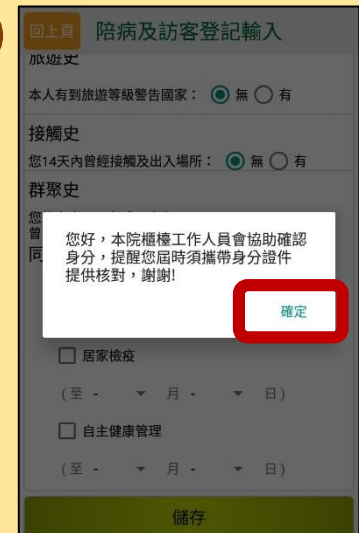 回上頁
陪病及訪客登記輸入
旅遊史
本人有到旅遊等級警告國家： 無 有
接觸史
您14天內曾經接觸及出入場所： 無 有
群聚史
您
曾
同
您好，本院櫃檯工作人員會協助確認
身分，提醒您屆時須攜帶身分證件
提供核對，謝謝!
確定
居家檢疫
(至 - 月 - 日)
自主健康管理
(至 - 月 - 日)
儲存